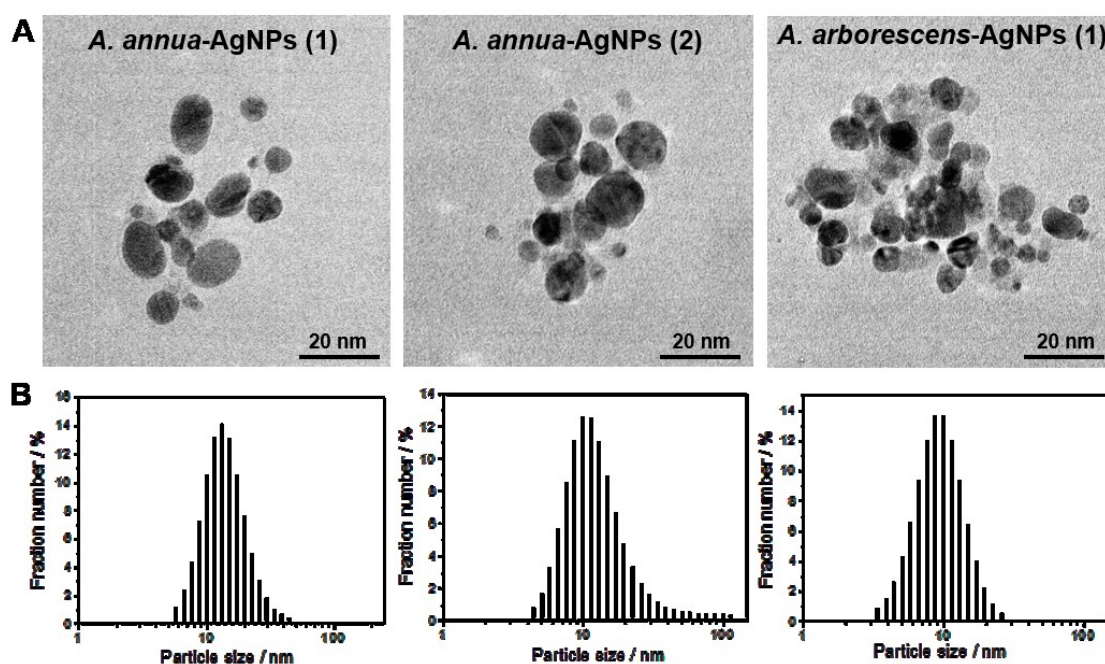 A
A. annua-AgNPs (1)
A. annua-AgNPs (2)
A. arborescens-AgNPs (1)
20 nm
20 nm
20 nm
B
Fraction number / %
16
14
12
10
8
6
4
2
0
1
10
100
Particle size / nm
Fraction number / %
14
12
10
8
6
4
2
0
1
10
100
Particle size / nm
Fraction number / %
14
12
10
8
6
4
2
0
1
10
100
Particle size / nm